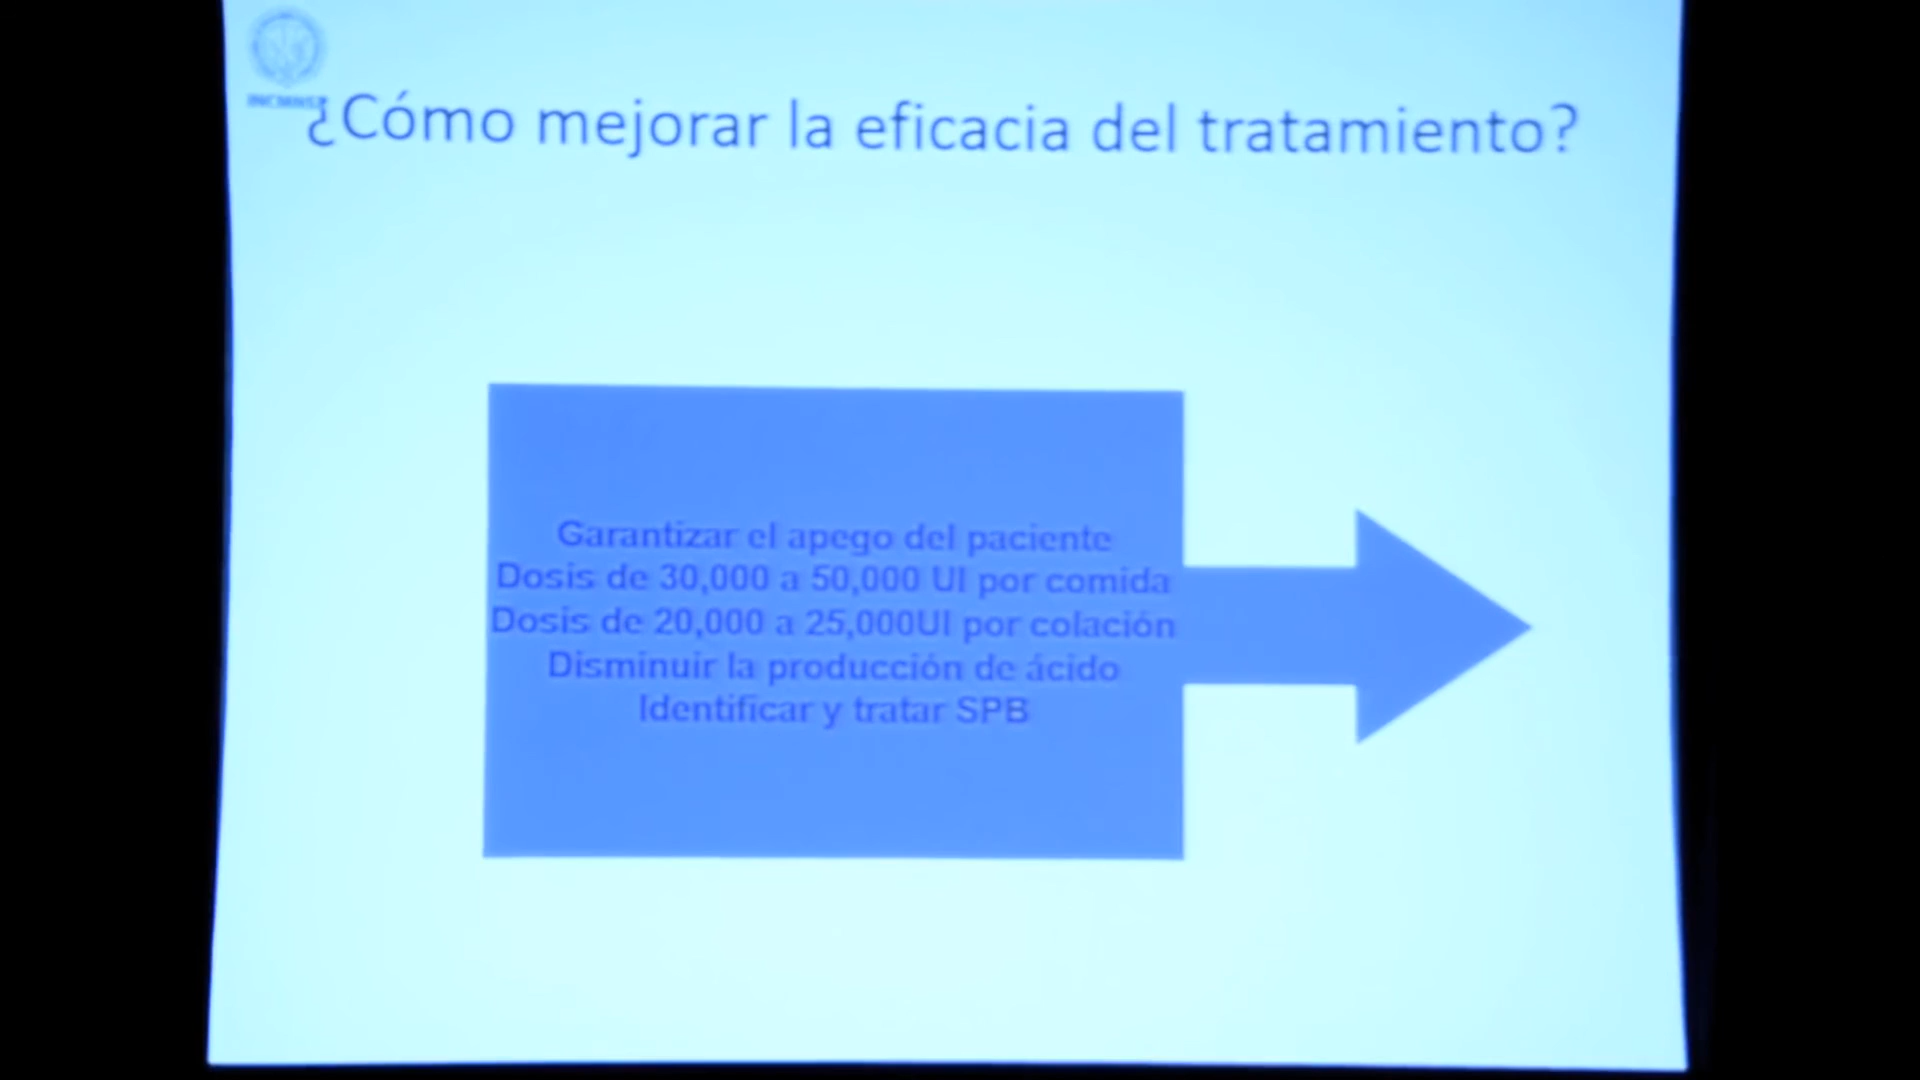 INCMNSZ
¿Cómo mejorar la eficacia del tratamiento?
Garantizar el apego del paciente
Dosis de 30,000 a 50,000 UI por comida
Dosis de 20,000 a 25,000UI por colación
Disminuir la producción de ácido
Identificar y tratar SPB